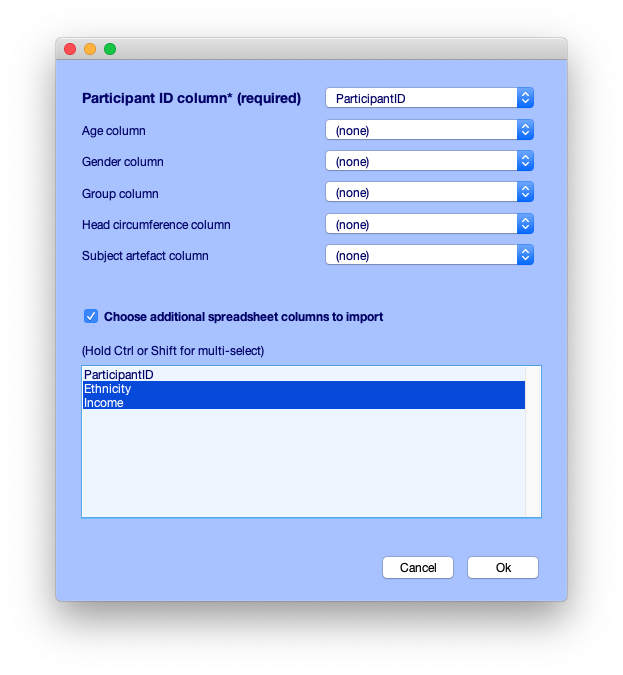 Participant ID column* (required) ParticipantID
Age column (none)
Gender column (none)
Group column (none)
Head circumference column (none)
Subject artefact column (none)
Choose additional spreadsheet columns to import
(Hold Ctrl or Shift for multi-select)
ParticipantID
Ethnicity
Income
Cancel Ok